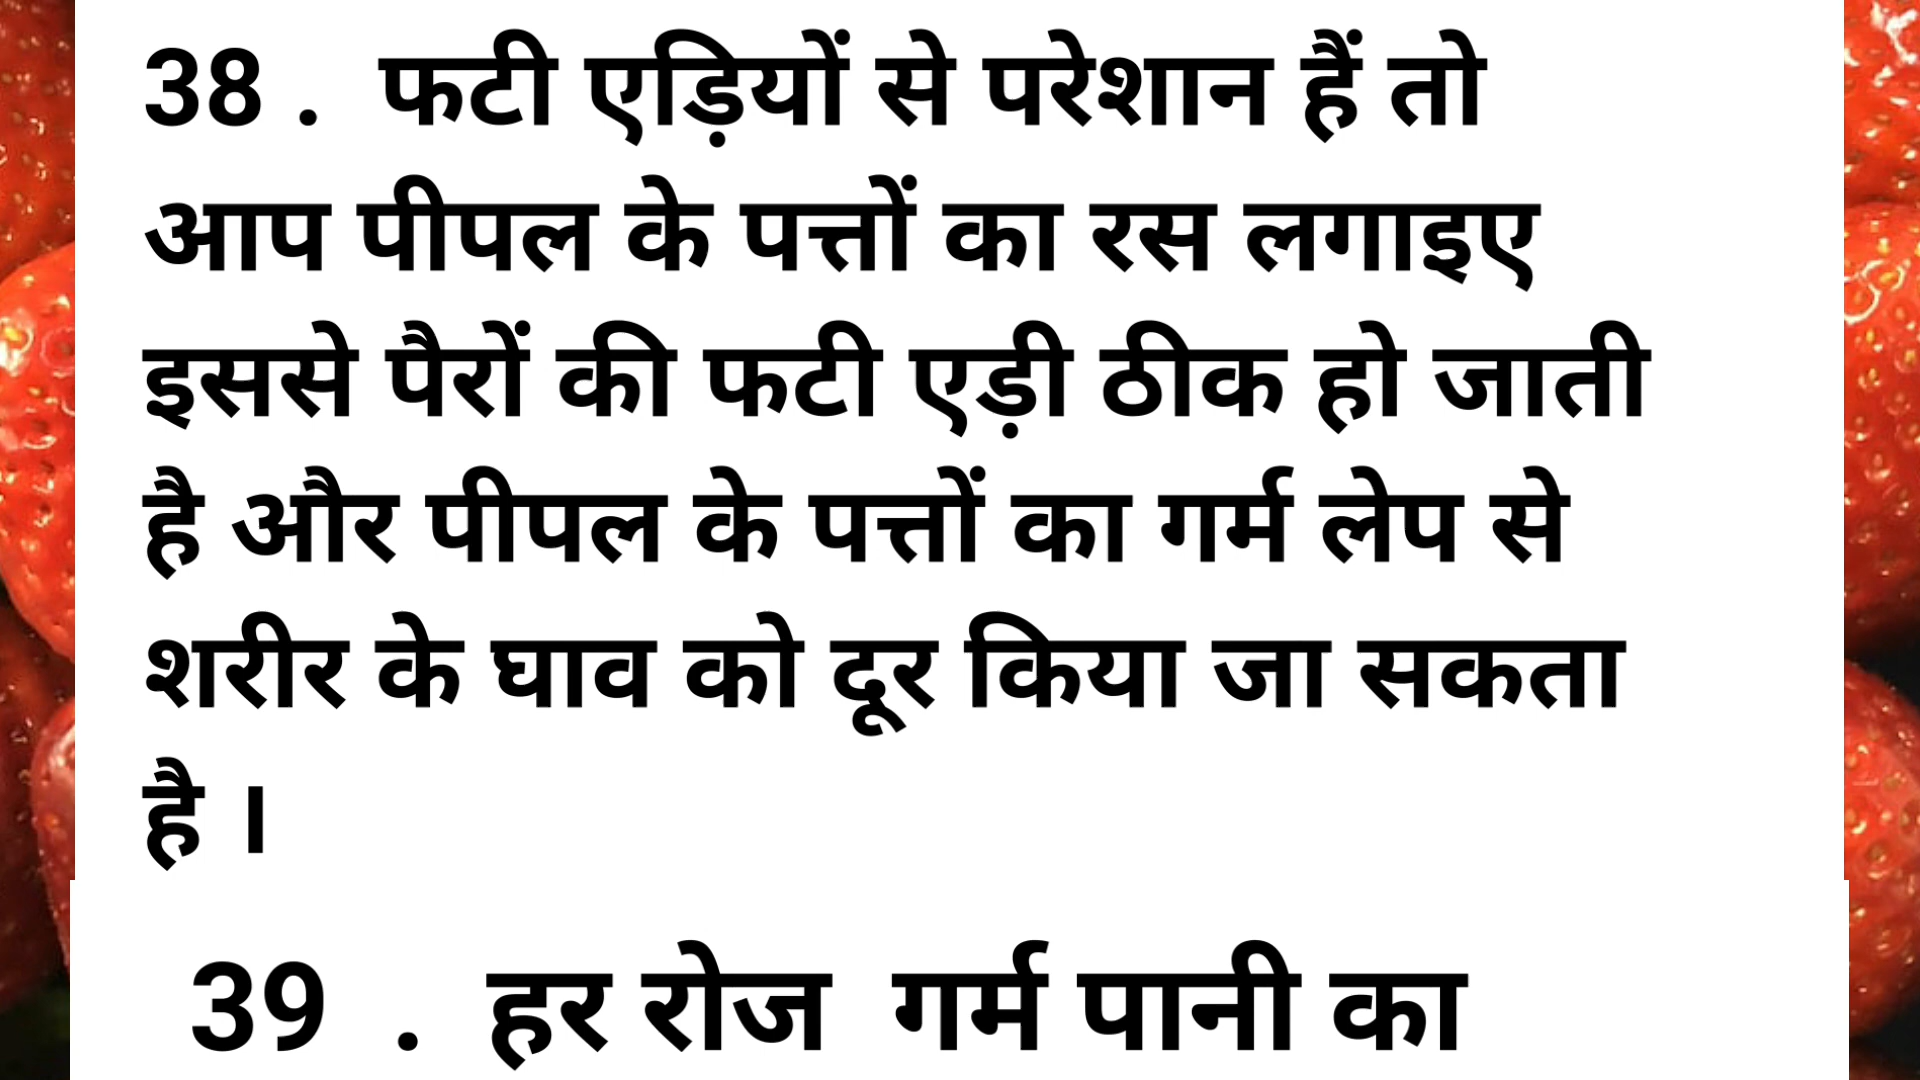 38 . फटी एड़ियों से परेशान हैं तो
आप पीपल के पत्तों का रस लगाइए
इससे पैरों की फटी एड़ी ठीक हो जाती
है और पीपल के पत्तों का गर्म लेप से
शरीर के घाव को दूर किया जा सकता
है ।
39 . हर रोज गर्म पानी का